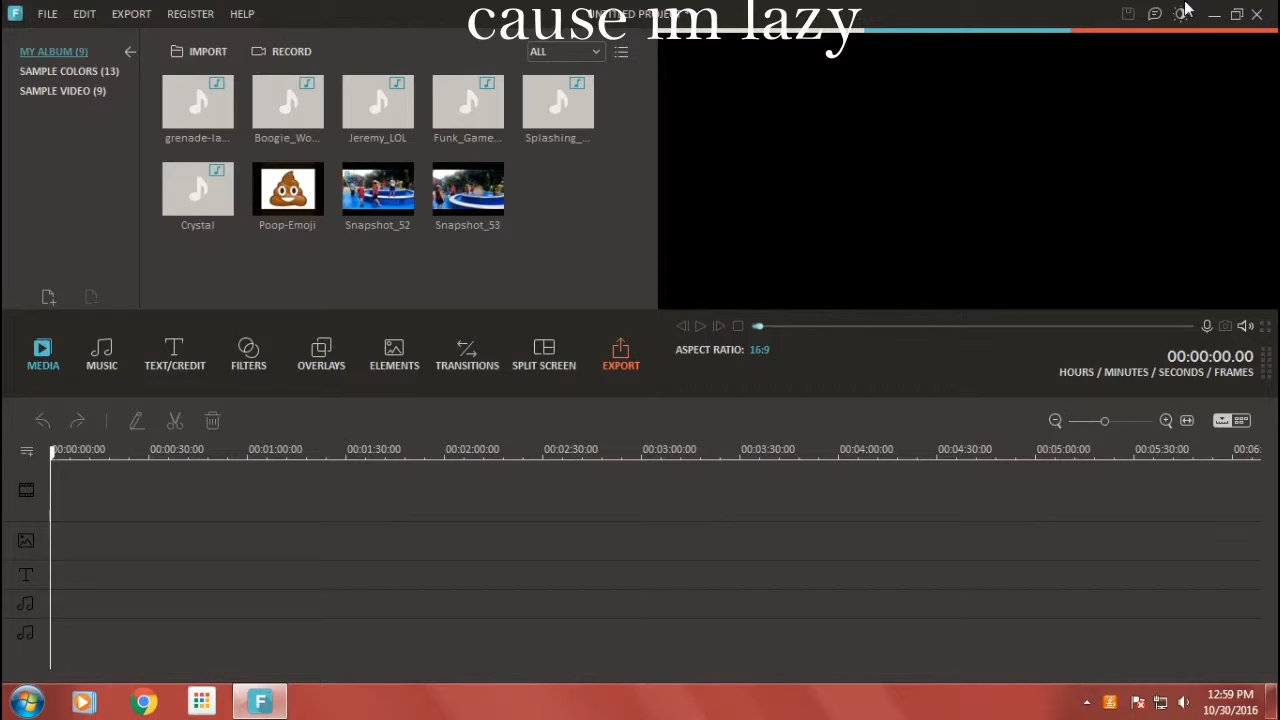 FILE EDIT EXPORT REGISTER HELP
UNTITLED PROJECT
cause im lazy
MY ALBUM (9)
SAMPLE COLORS (13)
SAMPLE VIDEO (9)
IMPORT RECORD ALL
grenade-la... Boogie_Wo... Jeremy_LOL Funk_Game... Splashing_...
Crystal Poop-Emoji Snapshot_52 Snapshot_53
MEDIA MUSIC TEXT/CREDIT FILTERS OVERLAYS ELEMENTS TRANSITIONS SPLIT SCREEN EXPORT
ASPECT RATIO: 16:9
00:00:00.00
HOURS / MINUTES / SECONDS / FRAMES
00:00:00:00 00:00:30:00 00:01:00:00 00:01:30:00 00:02:00:00 00:02:30:00 00:03:00:00 00:03:30:00 00:04:00:00 00:04:30:00 00:05:00:00 00:05:30:00 00:06:
12:59 PM
10/30/2016